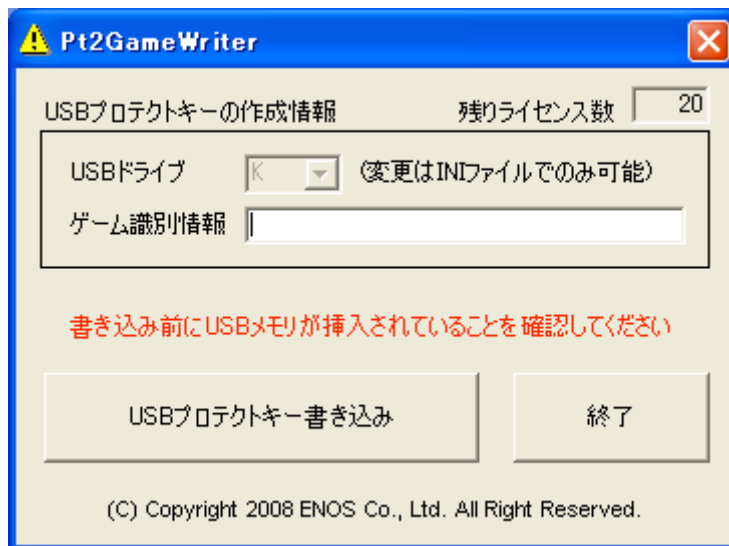 Pt2GameWriter
USBプロテクトキーの作成情報 残りライセンス数 20
USBドライブ K (変更はINIファイルでのみ可能)
ゲーム識別情報
書き込み前にUSBメモリが挿入されていることを確認してください
USBプロテクトキー書き込み 終了
(C) Copyright 2008 ENOS Co., Ltd. All Right Reserved.